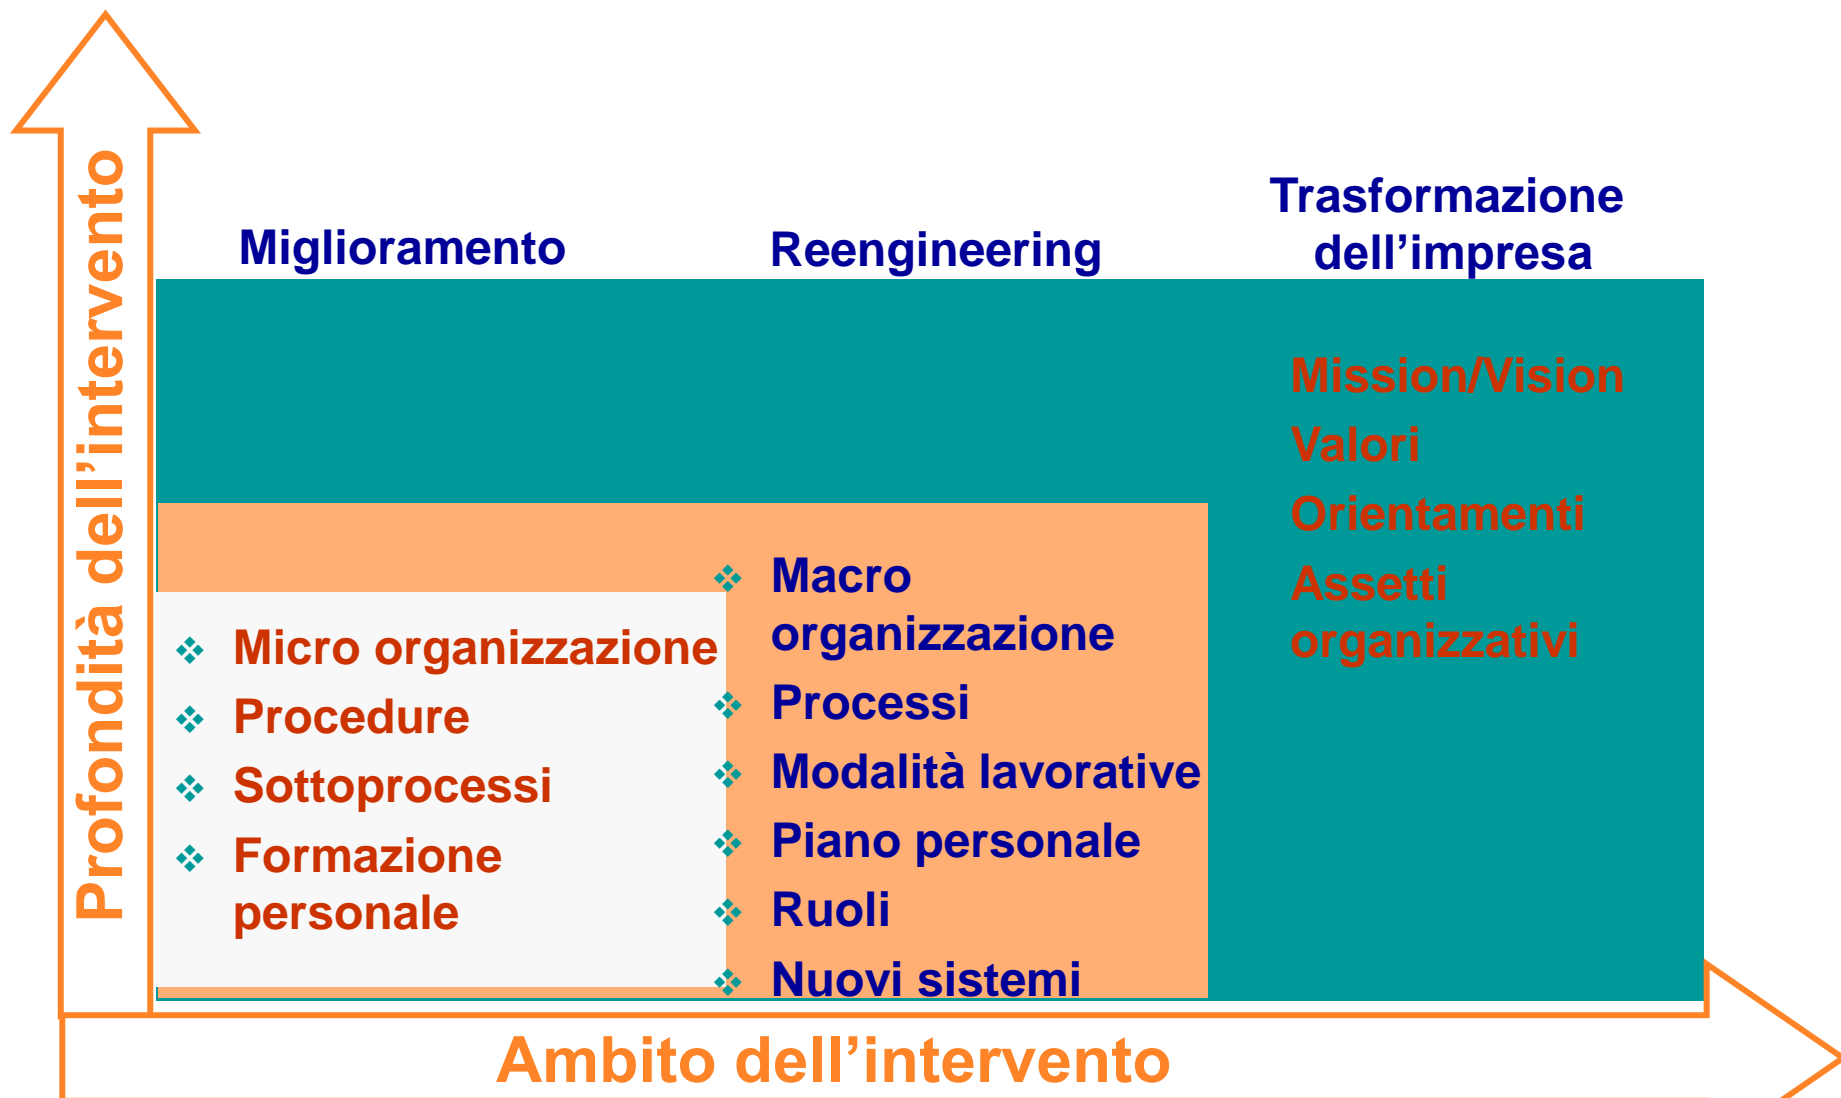 Profondità dell’intervento
Miglioramento
Reengineering
Trasformazione
dell’impresa
Micro organizzazione
Procedure
Sottoprocessi
Formazione
personale
Macro
organizzazione
Processi
Modalità lavorative
Piano personale
Ruoli
Nuovi sistemi
Mission/Vision
Valori
Orientamenti
Assetti
organizzativi
Ambito dell’intervento